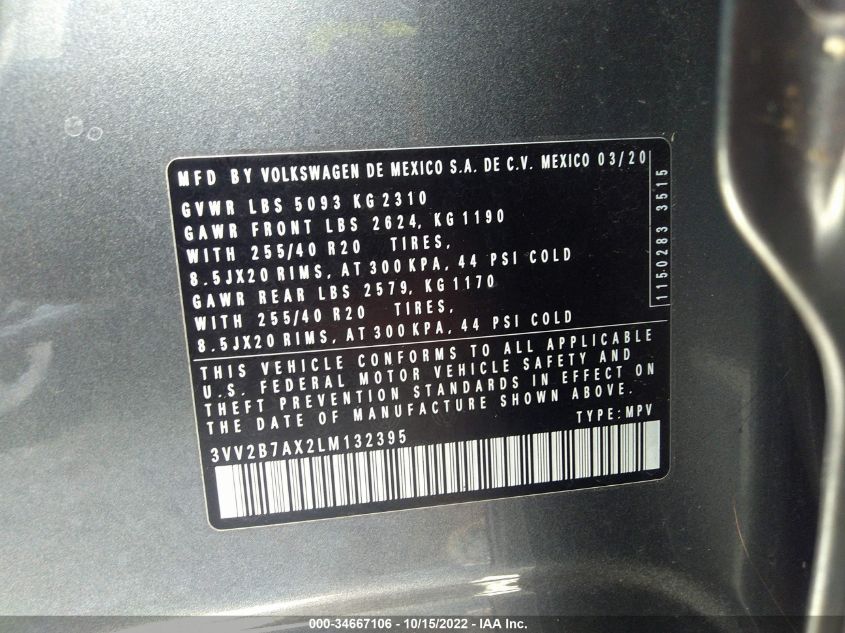 MFD BY VOLKSWAGEN DE MEXICO S.A. DE C.V. MEXICO 03/20
GVWR LBS 5093 KG 2310
GAWR FRONT LBS 2624, KG 1190
WITH 255/40 R20 TIRES,
8.5JX20 RIMS, AT 300 KPA, 44 PSI COLD
GAWR REAR LBS 2579, KG 1170
WITH 255/40 R20 TIRES,
8.5JX20 RIMS, AT 300 KPA, 44 PSI COLD
1150283 3515
THIS VEHICLE CONFORMS TO ALL APPLICABLE
U.S. FEDERAL MOTOR VEHICLE SAFETY AND
THEFT PREVENTION STANDARDS IN EFFECT ON
THE DATE OF MANUFACTURE SHOWN ABOVE.
3VV2B7AX2LM132395 TYPE: MPV
000-34667106 - 10/15/2022 - IAA Inc.